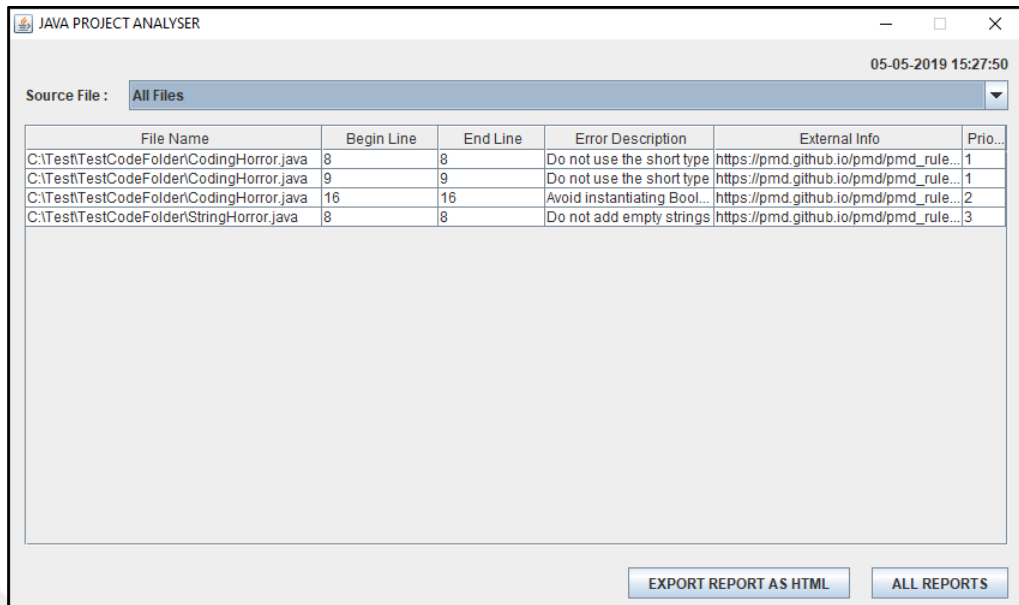 JAVA PROJECT ANALYSER
05-05-2019 15:27:50
Source File : All Files
File Name Begin Line End Line Error Description External Info Prio...
C:\Test\TestCodeFolder\CodingHorror.java 8 8 Do not use the short type https://pmd.github.io/pmd/pmd_rule... 1
C:\Test\TestCodeFolder\CodingHorror.java 9 9 Do not use the short type https://pmd.github.io/pmd/pmd_rule... 1
C:\Test\TestCodeFolder\CodingHorror.java 16 16 Avoid instantiating Bool... https://pmd.github.io/pmd/pmd_rule... 2
C:\Test\TestCodeFolder\StringHorror.java 8 8 Do not add empty strings https://pmd.github.io/pmd/pmd_rule... 3
EXPORT REPORT AS HTML ALL REPORTS